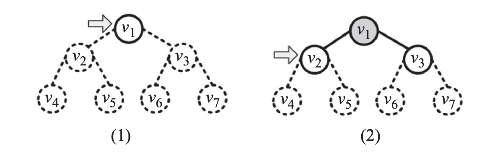 v1 v1
v2 v3 v2 v3
v4 v5 v6 v7 v4 v5 v6 v7
(1) (2)